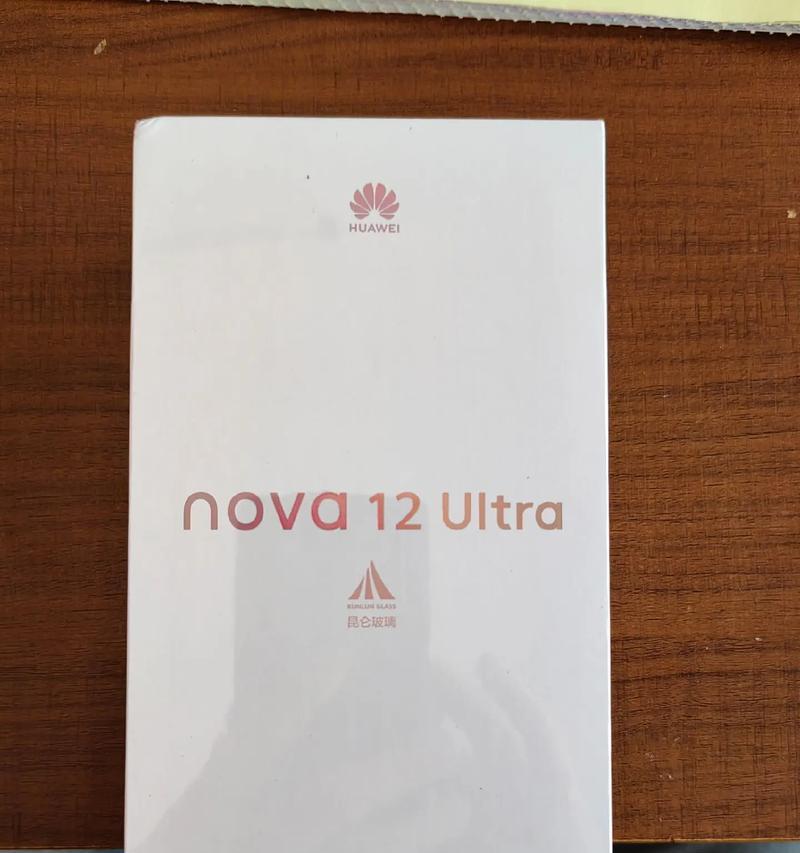 HUAWEI
nova 12 Ultra
KUNLUN GLASS
昆仑玻璃